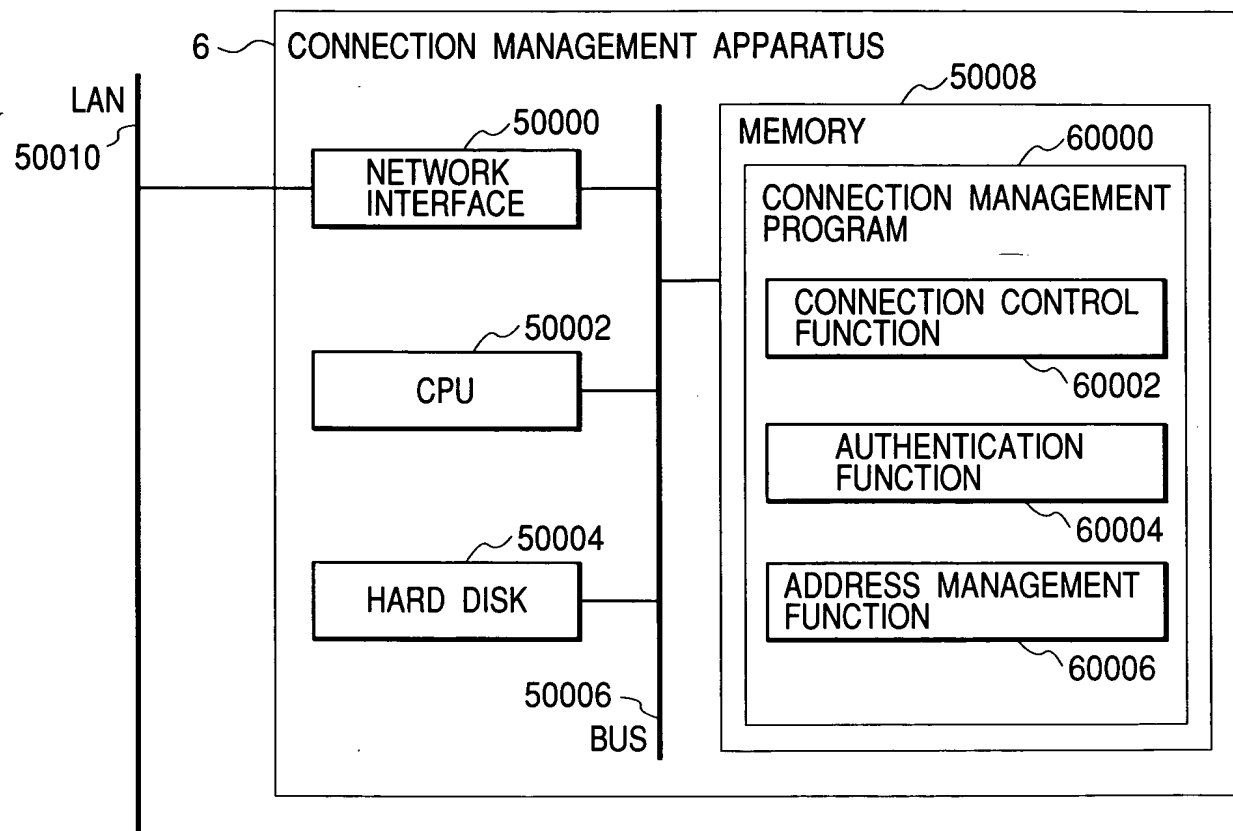 6
CONNECTION MANAGEMENT APPARATUS
LAN
50010
50000
NETWORK
INTERFACE
50002
CPU
50004
HARD DISK
50006
BUS
50008
MEMORY
60000
CONNECTION MANAGEMENT
PROGRAM
CONNECTION CONTROL
FUNCTION
60002
AUTHENTICATION
FUNCTION
60004
ADDRESS MANAGEMENT
FUNCTION
60006